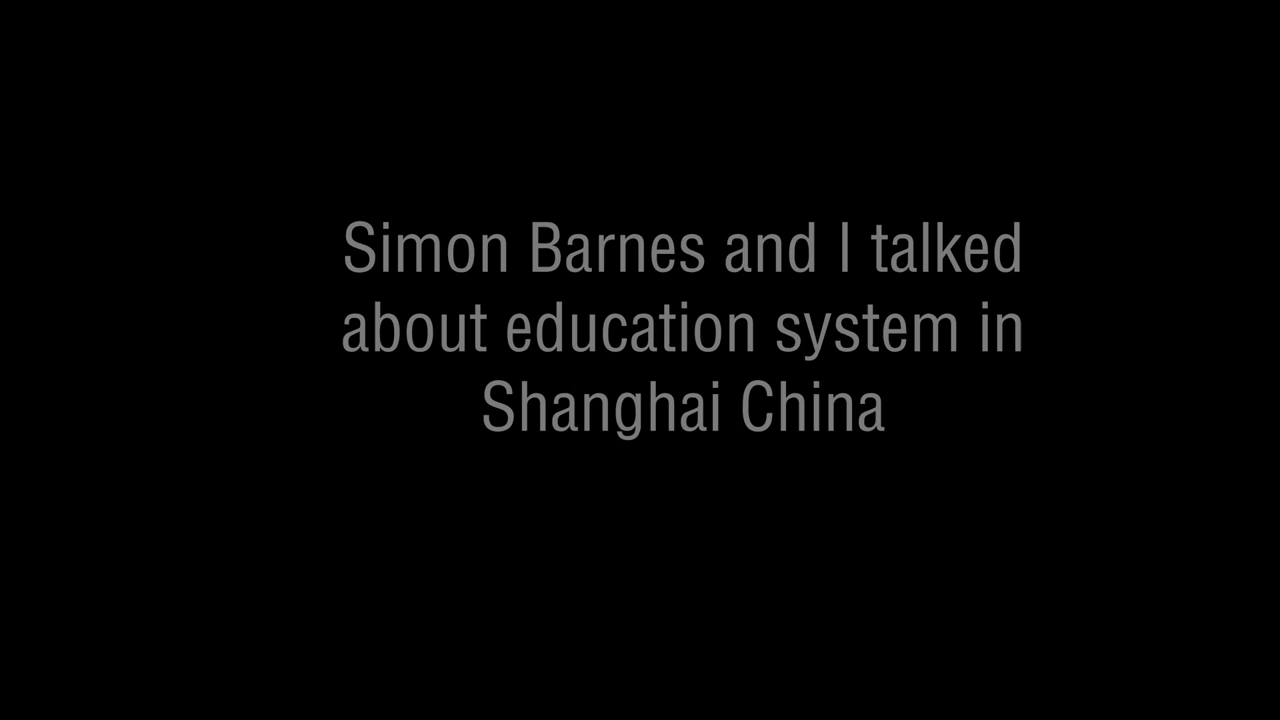 Simon Barnes and I talked
about education system in
Shanghai China